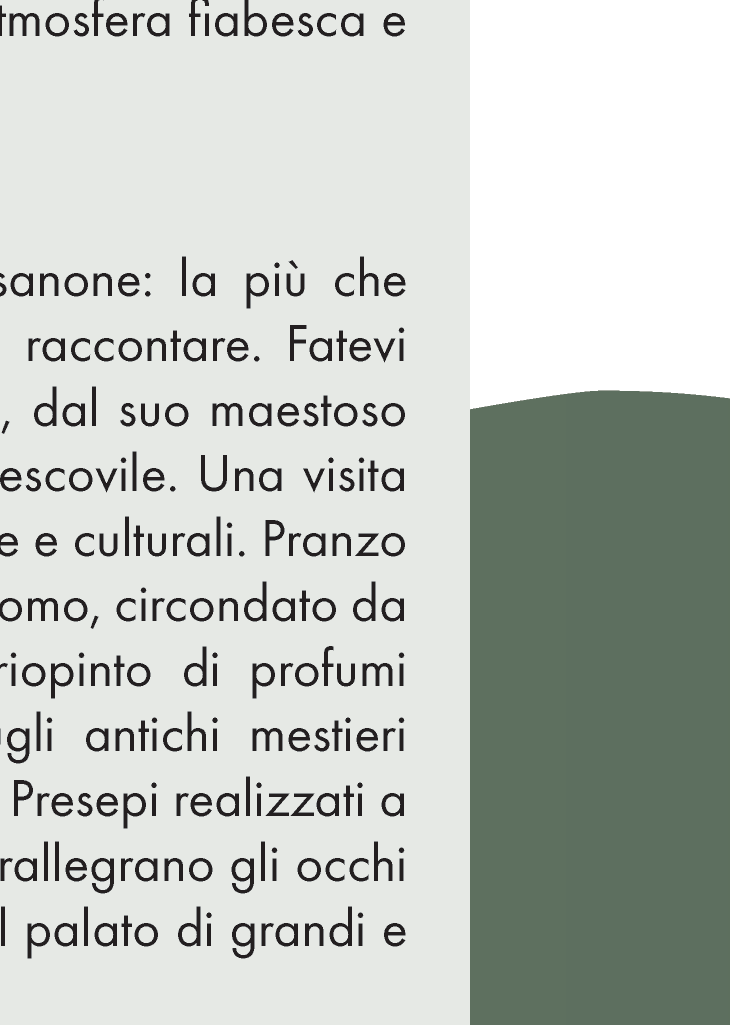 tmosfera fiabesca e
sanone: la più che
raccontare. Fatevi
, dal suo maestoso
escovile. Una visita
e e culturali. Pranzo
omo, circondato da
riopinto di profumi
gli antichi mestieri
Presepi realizzati a
rallegrano gli occhi
l palato di grandi e